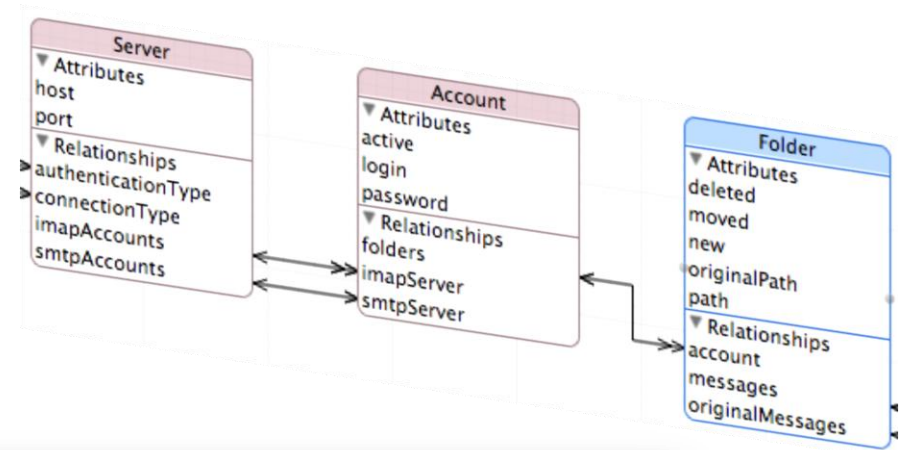 Server
Attributes
host
port
Relationships
authenticationType
connectionType
imapAccounts
smtpAccounts
Account
Attributes
active
login
password
Relationships
folders
imapServer
smtpServer
Folder
Attributes
deleted
moved
new
originalPath
path
Relationships
account
messages
originalMessages